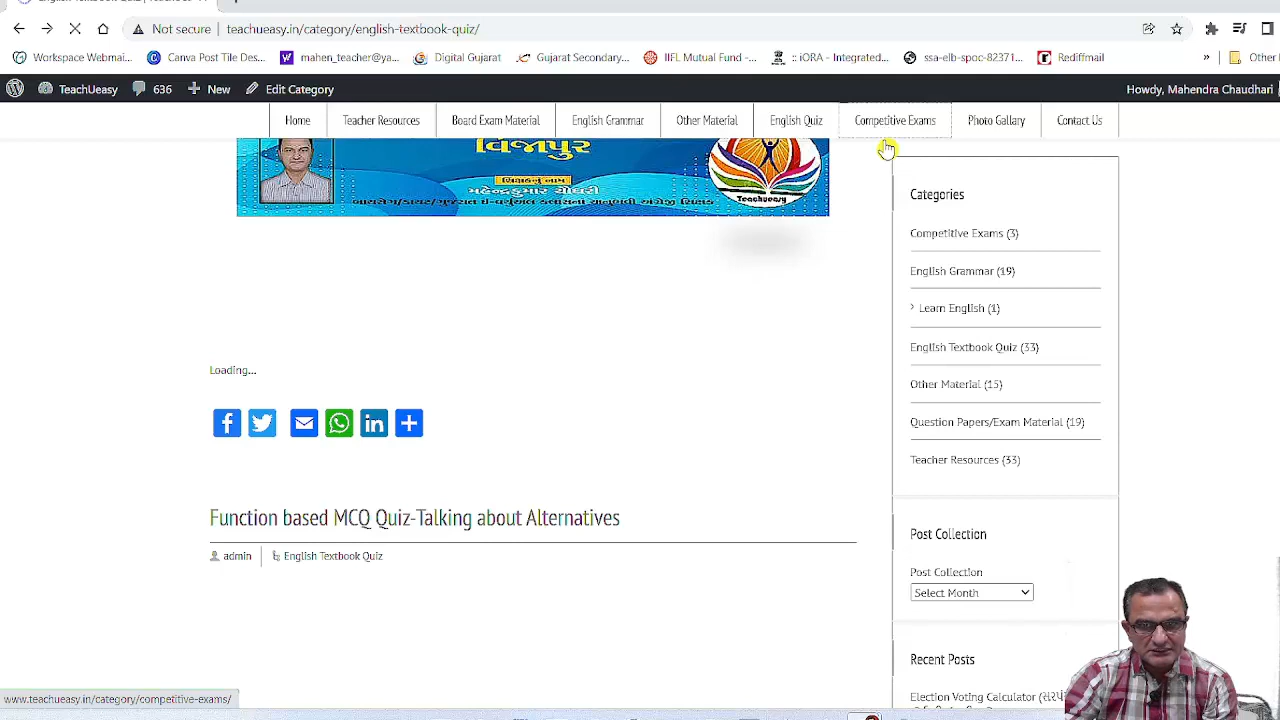 Not secure | teachueasy.in/category/english-textbook-quiz/
Workspace Webmai... Canva Post Tile Des... mahen_teacher@ya... Digital Gujarat Gujarat Secondary... IIFL Mutual Fund -... :: iORA - Integrated... ssa-elb-spoc-82371... Rediffmail » Other
TeachUeasy 636 New Edit Category Howdy, Mahendra Chaudhari
Home Teacher Resources Board Exam Material English Grammar Other Material English Quiz Competitive Exams Photo Gallary Contact Us
વિજાપુર
શિક્ષકનું નામ
મહેન્દ્રકુમાર ચૌધરી
Teachueasy
Categories
Competitive Exams (3)
English Grammar (19)
Learn English (1)
English Textbook Quiz (33)
Other Material (15)
Question Papers/Exam Material (19)
Teacher Resources (33)
Loading...
Function based MCQ Quiz-Talking about Alternatives
admin English Textbook Quiz
Post Collection
Post Collection
Select Month
Recent Posts
Election Voting Calculator
www.teachueasy.in/category/competitive-exams/